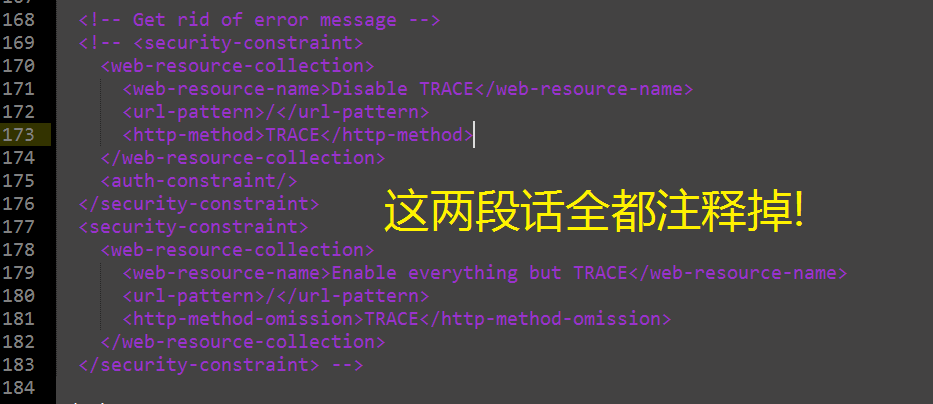 168 <!-- Get rid of error message -->
169 <!-- <security-constraint>
170 <web-resource-collection>
171 <web-resource-name>Disable TRACE</web-resource-name>
172 <url-pattern>/</url-pattern>
173 <http-method>TRACE</http-method>
174 </web-resource-collection>
175 <auth-constraint/>
176 </security-constraint>
这两段话全都注释掉!
177 <security-constraint>
178 <web-resource-collection>
179 <web-resource-name>Enable everything but TRACE</web-resource-name>
180 <url-pattern>/</url-pattern>
181 <http-method-omission>TRACE</http-method-omission>
182 </web-resource-collection>
183 </security-constraint> -->
184